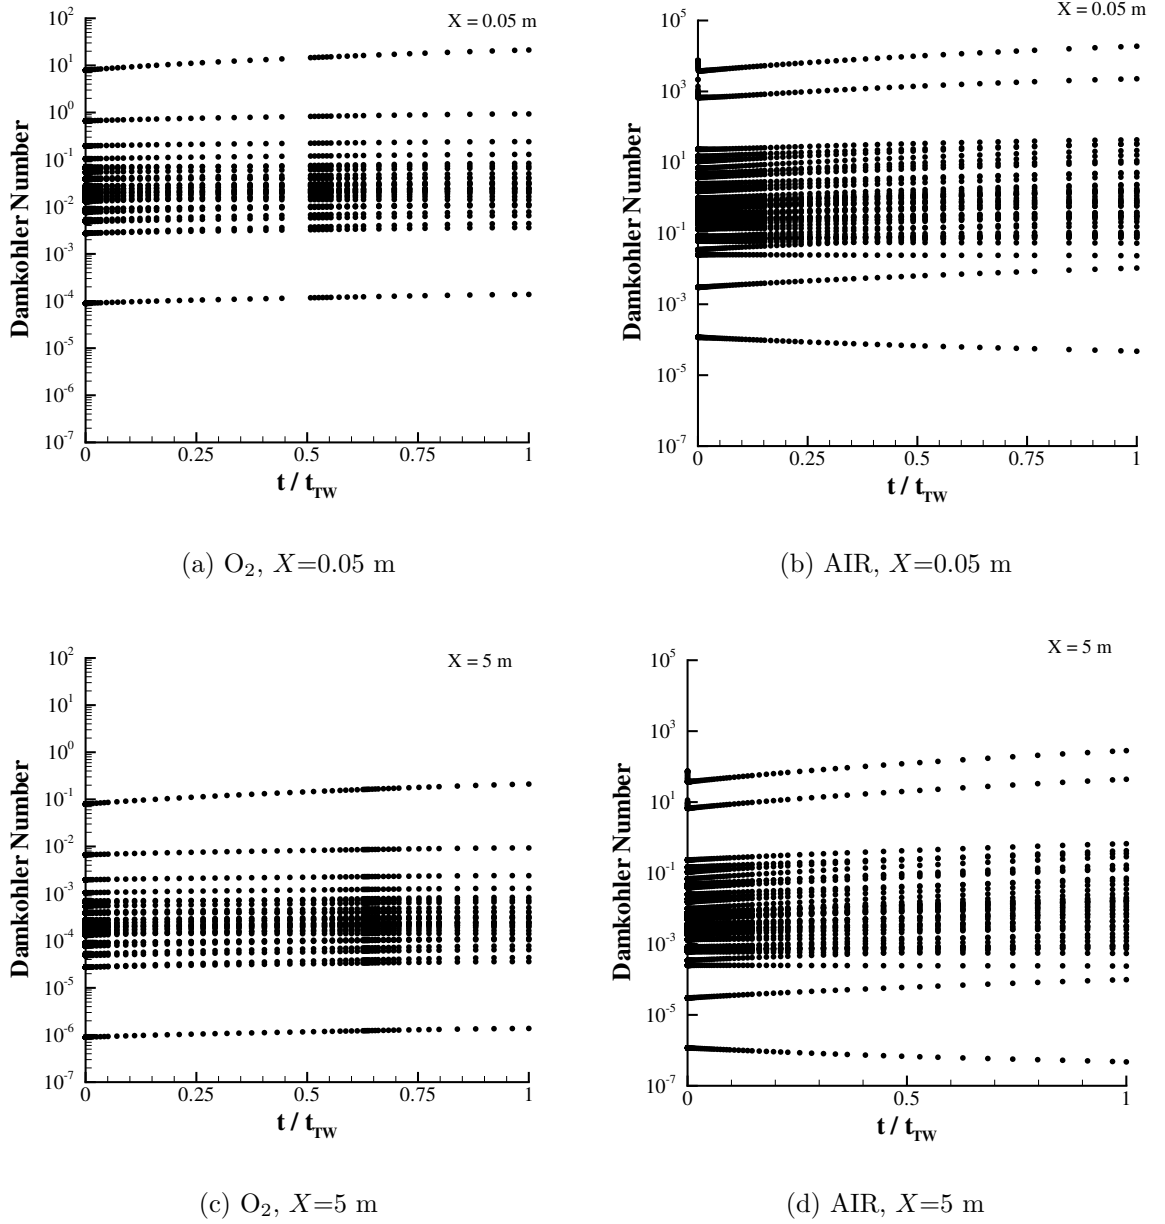 X = 0.05 m
Damkohler Number
10^2
10^1
10^0
10^-1
10^-2
10^-3
10^-4
10^-5
10^-6
10^-7
0 0.25 0.5 0.75 1
t / t_TW
(a) O₂, X=0.05 m
X = 0.05 m
Damkohler Number
10^5
10^3
10^1
10^-1
10^-3
10^-5
10^-7
0 0.25 0.5 0.75 1
t / t_TW
(b) AIR, X=0.05 m
X = 5 m
Damkohler Number
10^2
10^1
10^0
10^-1
10^-2
10^-3
10^-4
10^-5
10^-6
10^-7
0 0.25 0.5 0.75 1
t / t_TW
(c) O₂, X=5 m
X = 5 m
Damkohler Number
10^5
10^3
10^1
10^-1
10^-3
10^-5
10^-7
0 0.5 1
t / t_TW
(d) AIR, X=5 m